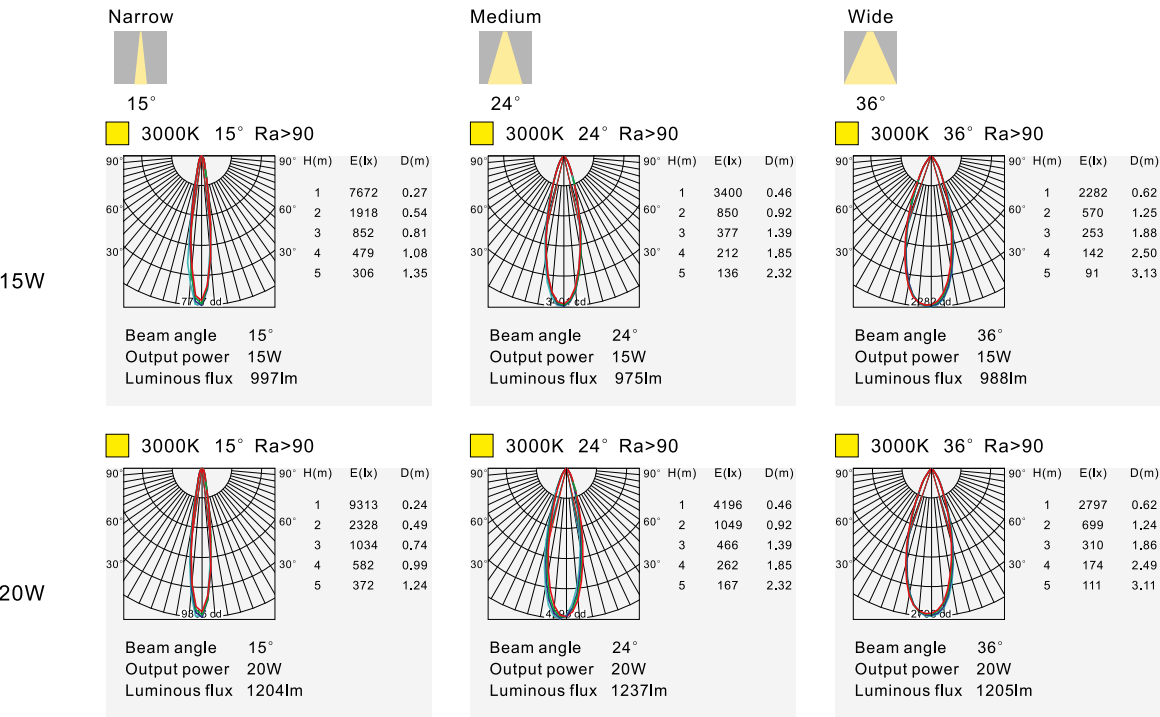 Narrow Medium Wide
15° 24° 36°
3000K 15° Ra>90
90° 90° H(m) E(lx) D(m)
1 7672 0.27
60° 60° 2 1918 0.54
3 852 0.81
30° 30° 4 479 1.08
5 306 1.35
Beam angle 15°
Output power 15W
Luminous flux 997lm
3000K 24° Ra>90
90° 90° H(m) E(lx) D(m)
1 3400 0.46
60° 60° 2 850 0.92
3 377 1.39
30° 30° 4 212 1.85
5 136 2.32
cd
Beam angle 24°
Output power 15W
Luminous flux 975lm
3000K 36° Ra>90
90° 90° H(m) E(lx) D(m)
1 2282 0.62
60° 60° 2 570 1.25
3 253 1.88
30° 30° 4 142 2.50
5 91 3.13
2282 cd
Beam angle 36°
Output power 15W
Luminous flux 988lm
15W
3000K 15° Ra>90
90° 90° H(m) E(lx) D(m)
1 9313 0.24
60° 60° 2 2328 0.49
3 1034 0.74
30° 30° 4 582 0.99
5 372 1.24
cd
Beam angle 15°
Output power 20W
Luminous flux 1204lm
3000K 24° Ra>90
90° 90° H(m) E(lx) D(m)
1 4196 0.46
60° 60° 2 1049 0.92
3 466 1.39
30° 30° 4 262 1.85
5 167 2.32
cd
Beam angle 24°
Output power 20W
Luminous flux 1237lm
3000K 36° Ra>90
90° 90° H(m) E(lx) D(m)
1 2797 0.62
60° 60° 2 699 1.24
3 310 1.86
30° 30° 4 174 2.49
5 111 3.11
cd
Beam angle 36°
Output power 20W
Luminous flux 1205lm
20W